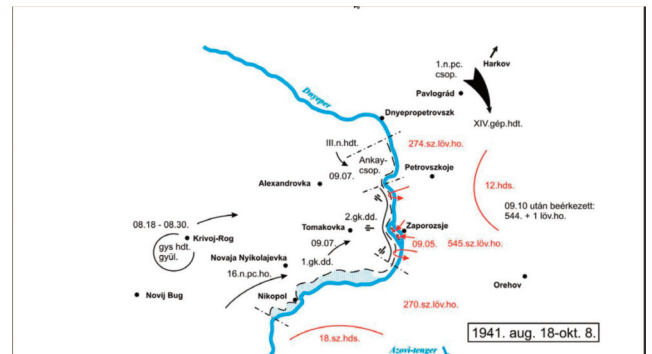 1.n.pc.
csop.
Harkov
Pavlográd
Dnyeper
Dnyepropetrovszk
XIV.gép.hdt.
III.n.hdt.
274.sz.löv.ho.
Ankay-
csop.
Petrovszkoje
09.07.
Alexandrovka
12.hds.
09.10 után beérkezett:
544. + 1 löv.ho.
08.18 - 08.30.
2.gk.dd.
Krivoj-Rog
Tomakovka
Zaporozsje
gys hdt.
gyül.
09.07.
09.05.
545.sz.löv.ho.
Novaja Nyikolajevka
1.gk.dd.
16.n.pc.ho.
Orehov
Novij Bug
Nikopol
270.sz.löv.ho.
1941. aug. 18-okt. 8.
18.sz.hds.
Azovi-tenger